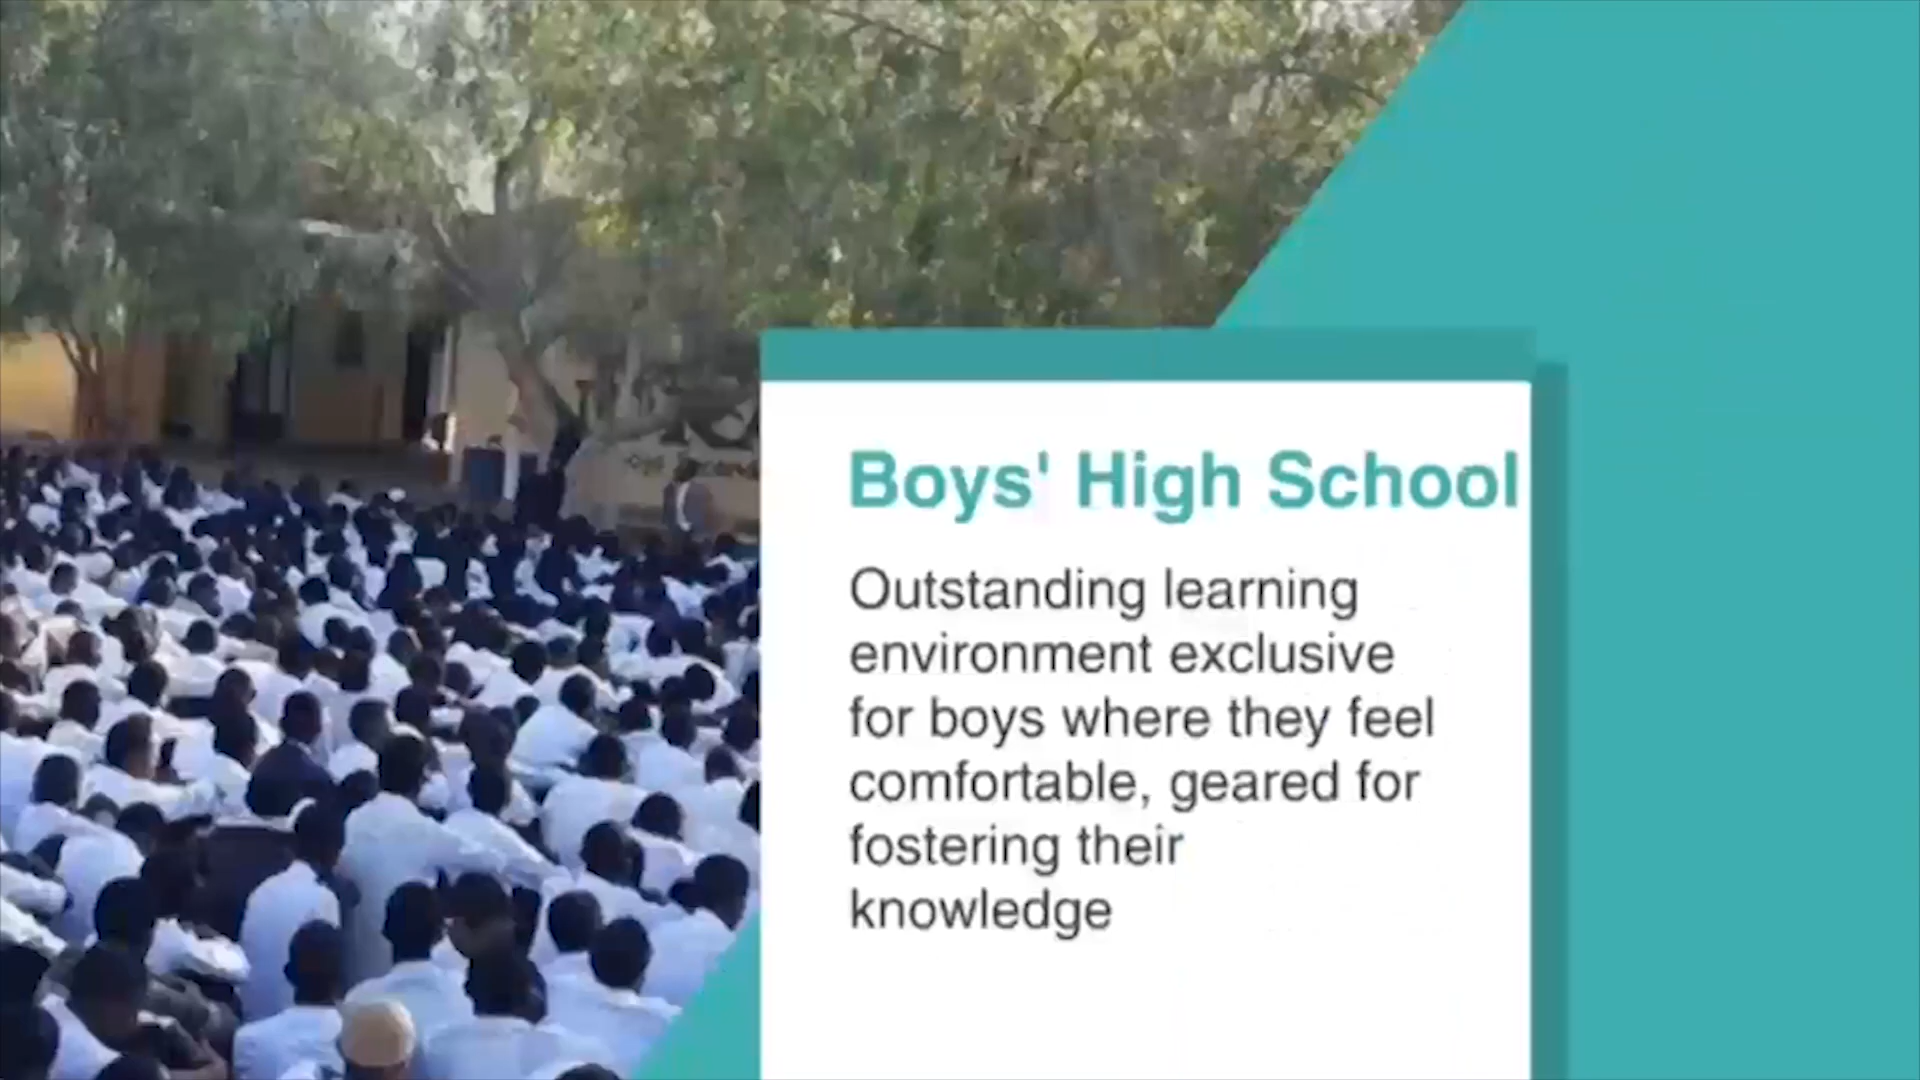 Boys' High School
Outstanding learning
environment exclusive
for boys where they feel
comfortable, geared for
fostering their
knowledge